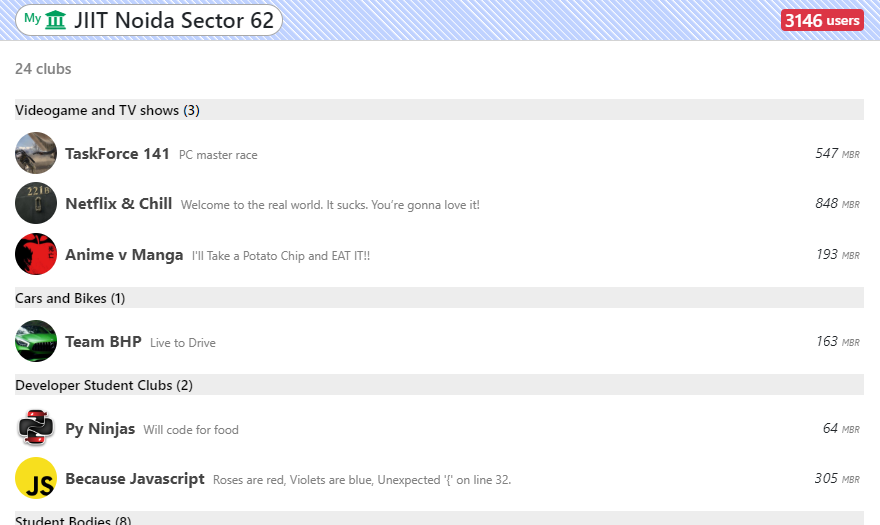 My JIIT Noida Sector 62 3146 users
24 clubs
Videogame and TV shows (3)
TaskForce 141 PC master race 547 MBR
221B
Netflix & Chill Welcome to the real world. It sucks. You're gonna love it! 848 MBR
Anime v Manga I'll Take a Potato Chip and EAT IT!! 193 MBR
Cars and Bikes (1)
Team BHP Live to Drive 163 MBR
Developer Student Clubs (2)
Py Ninjas Will code for food 64 MBR
JS
Because Javascript Roses are red, Violets are blue, Unexpected '{' on line 32. 305 MBR
Student Bodies (8)